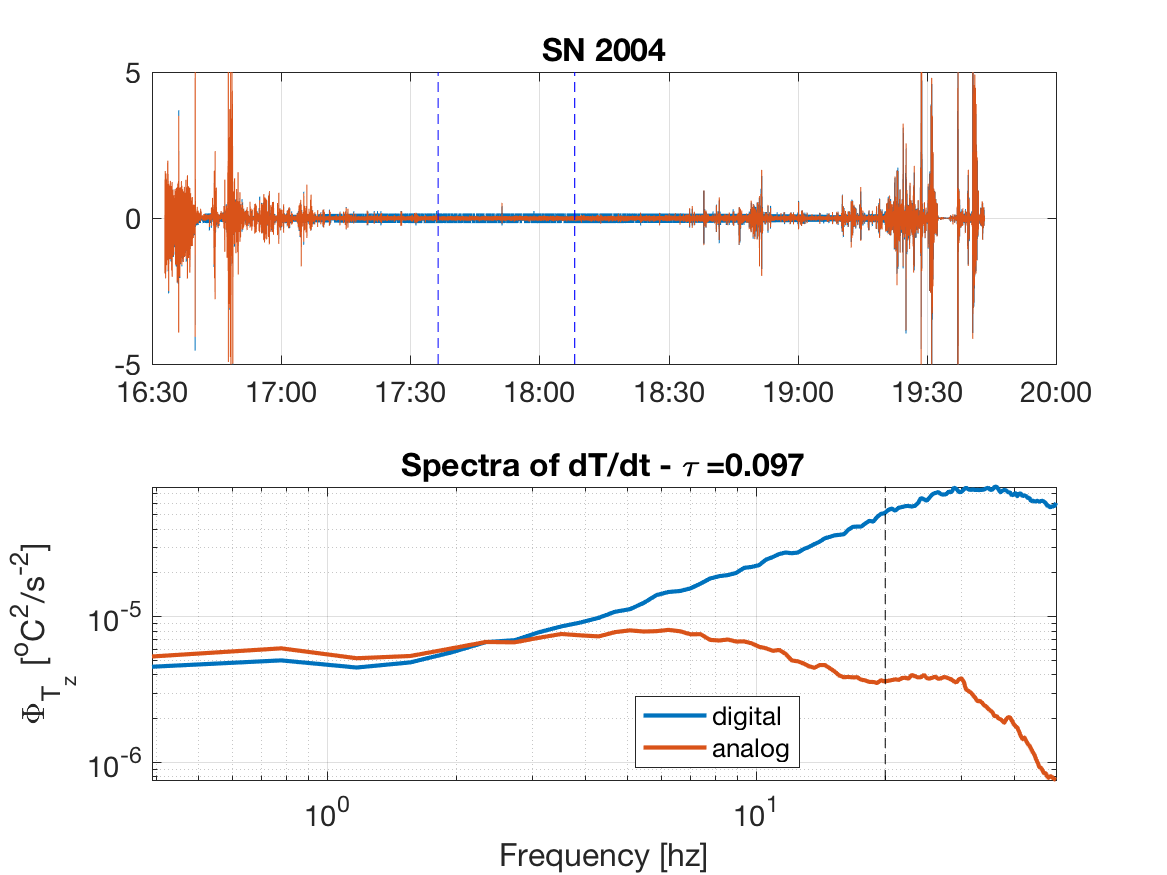 SN 2004
5
0
-5
16:30 17:00 17:30 18:00 18:30 19:00 19:30 20:00
Spectra of dT/dt - τ =0.097
Φ_{T_z} [°C²/s⁻²]
10⁻⁵
10⁻⁶
digital
analog
10⁰ 10¹
Frequency [hz]